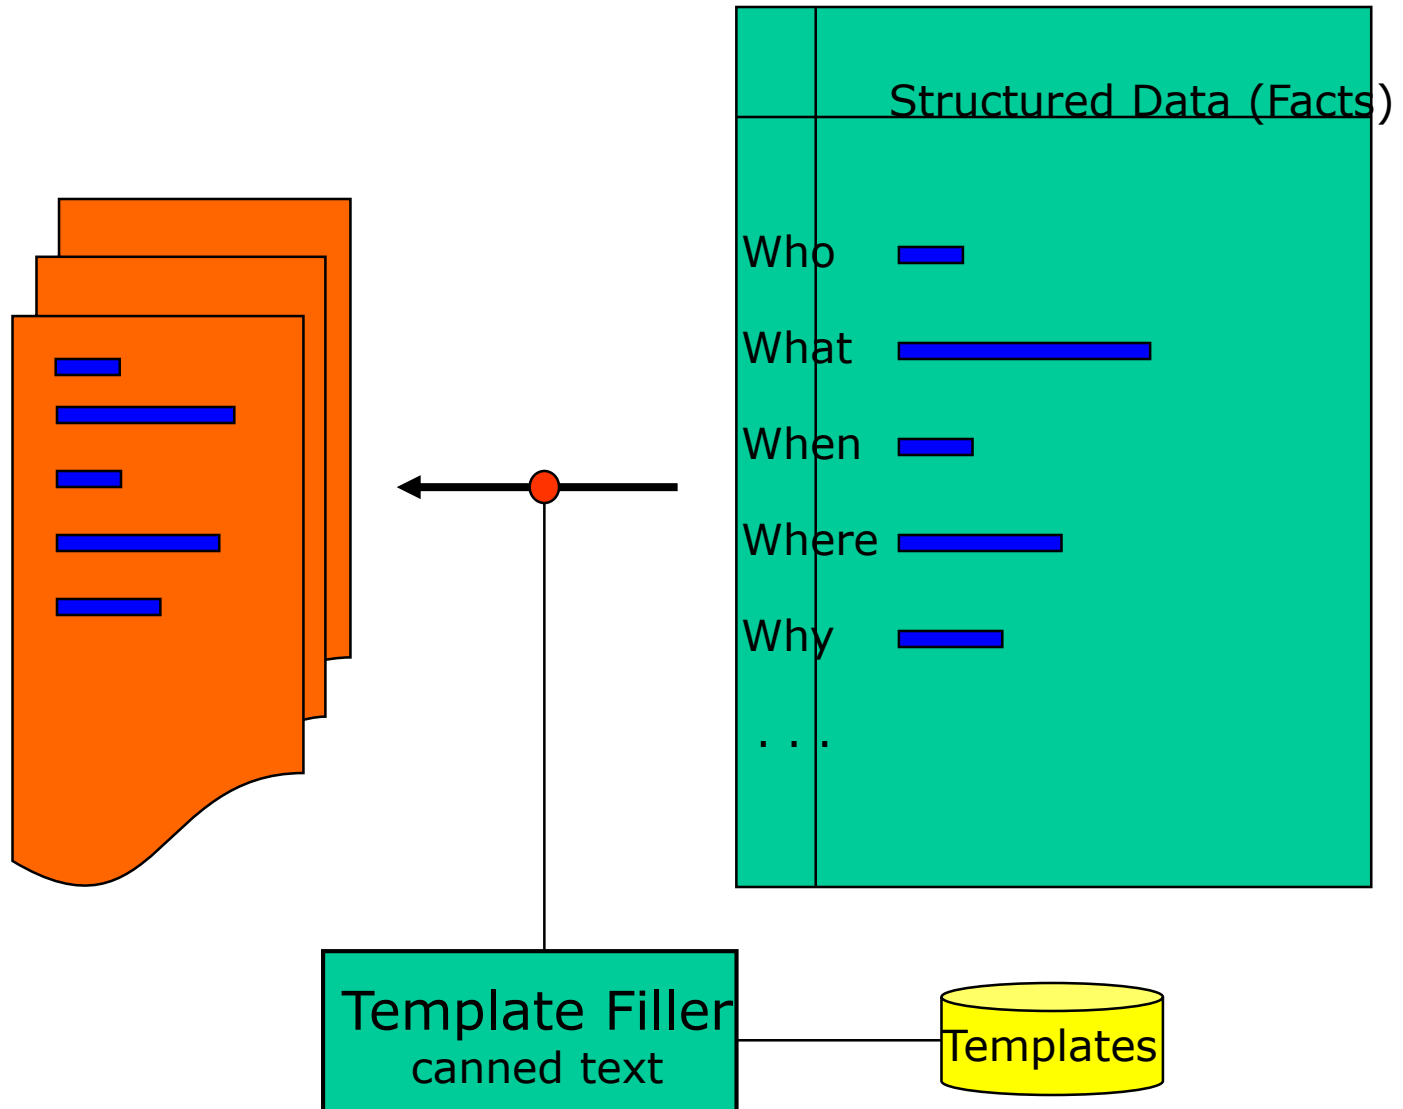 Structured Data (Facts)
Who
What
When
Where
Why
. . .
Template Filler
canned text
Templates